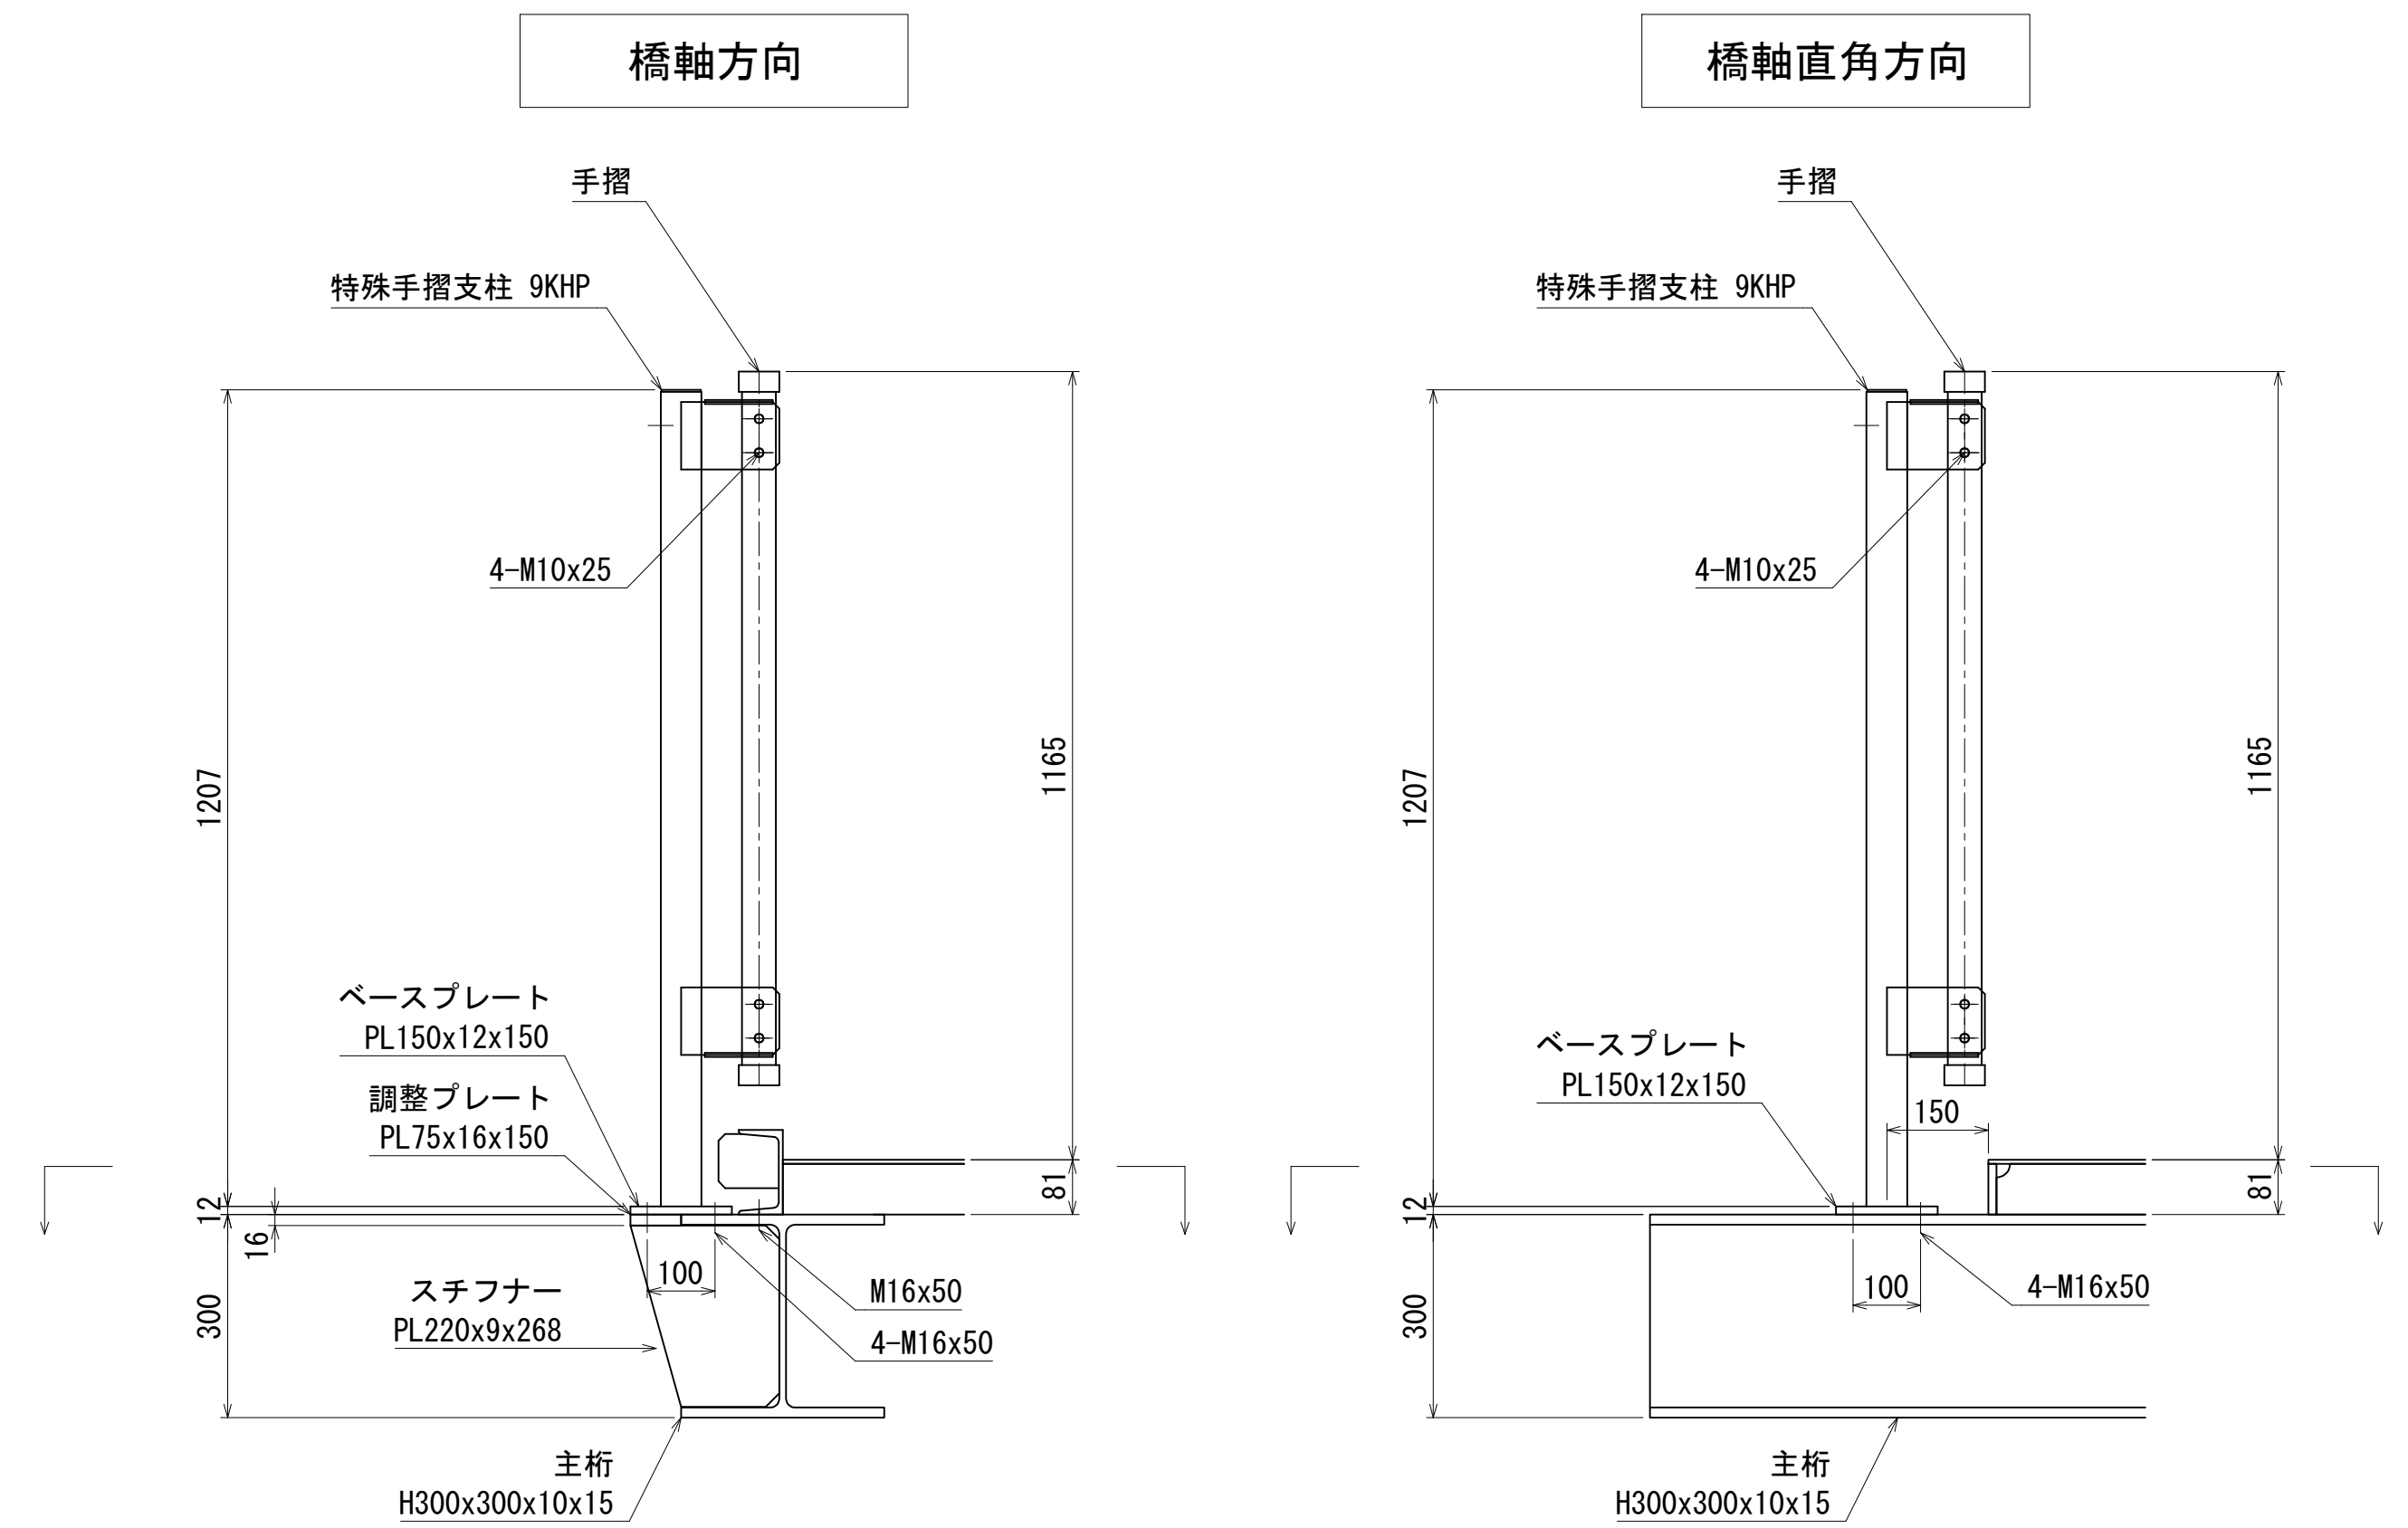 橋軸方向
手摺
特殊手摺支柱 9KHP
4-M10x25
1207
1165
ベースプレート
PL150x12x150
調整プレート
PL75x16x150
81
12
16
100
スチフナー
PL220x9x268
300
M16x50
4-M16x50
主桁
H300x300x10x15
橋軸直角方向
手摺
特殊手摺支柱 9KHP
4-M10x25
1207
1165
ベースプレート
PL150x12x150
150
81
12
100
4-M16x50
300
主桁
H300x300x10x15